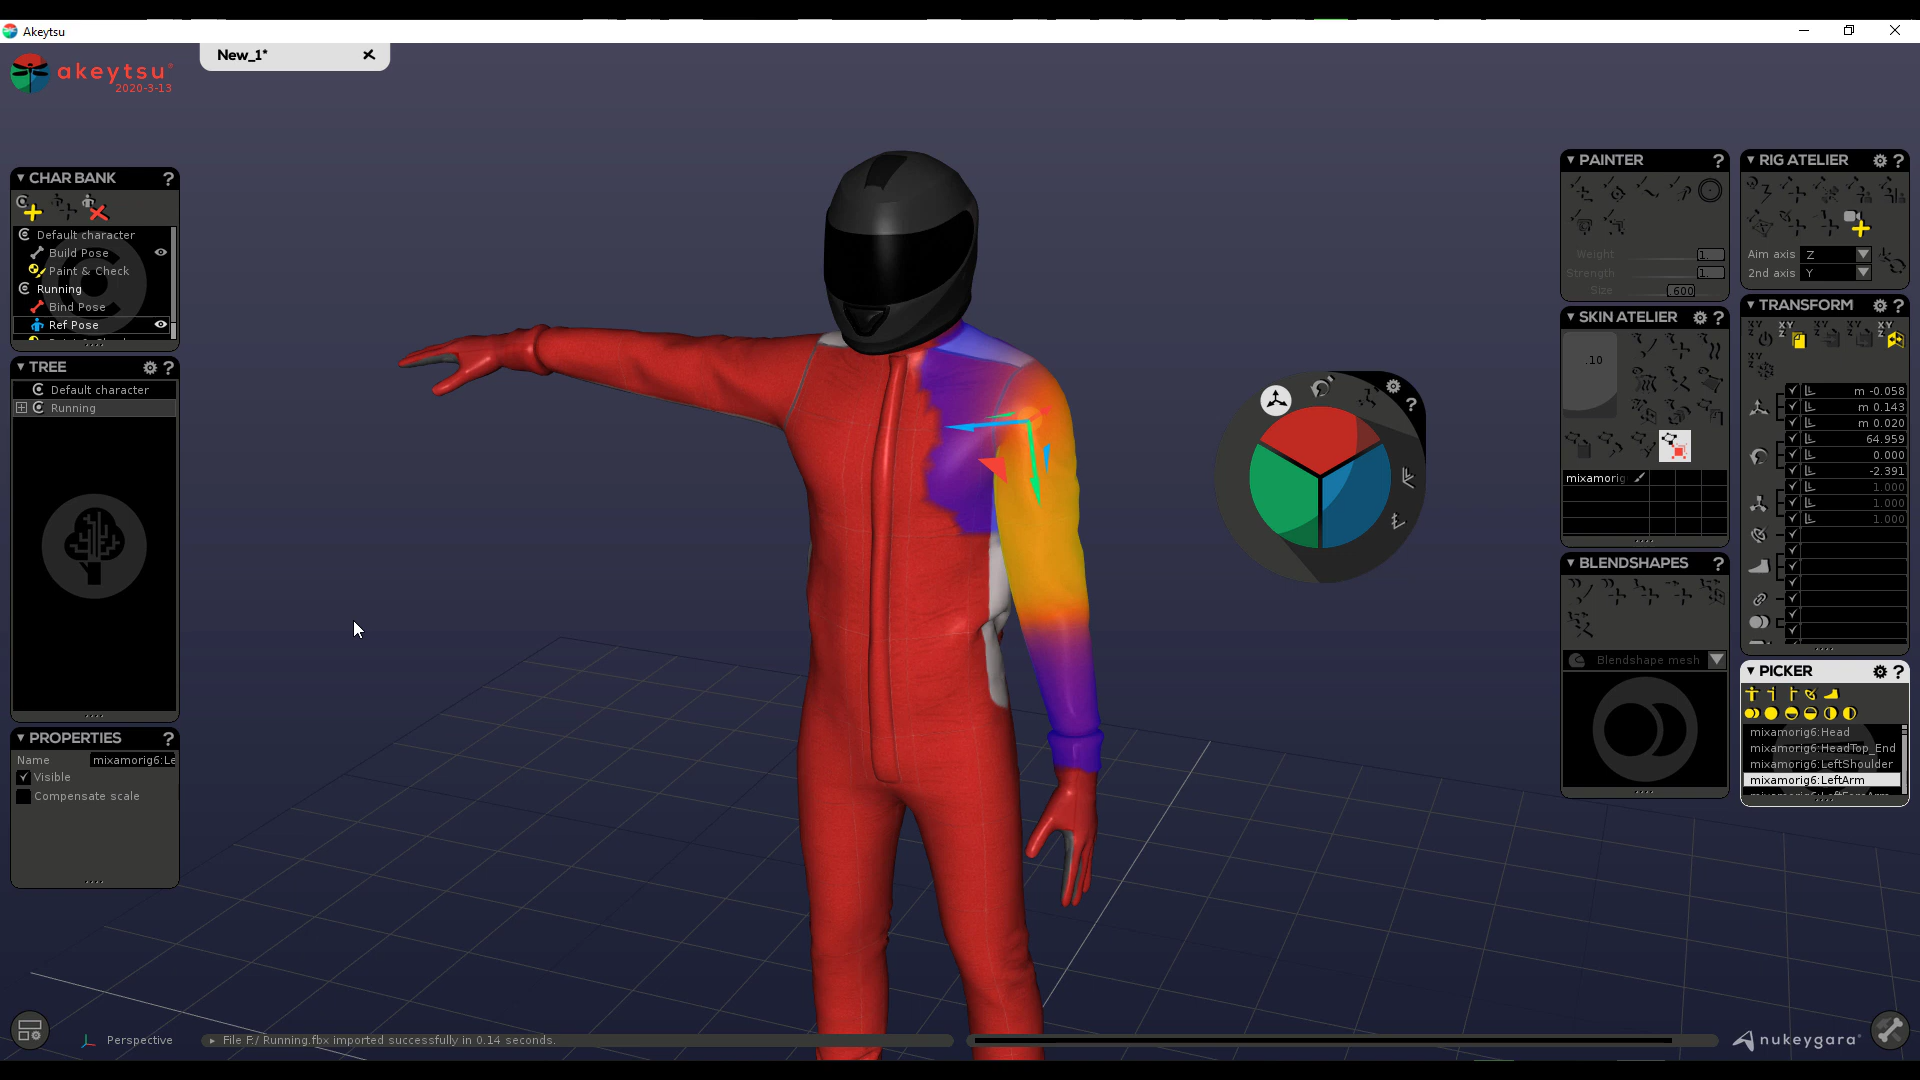 Akeytsu
New_1*
akeytsu
2020-3-13
CHAR BANK ?
Default character
Build Pose
Paint & Check
Running
Bind Pose
Ref Pose
TREE ?
Default character
Running
PROPERTIES ?
Name mixamorig6:Le
Visible
Compensate scale
?
PAINTER ?
Weight 1.
Strength 1.
Size .600
SKIN ATELIER ?
.10
mixamorig
BLENDSHAPES ?
Blendshape mesh
RIG ATELIER ?
Aim axis Z
2nd axis Y
TRANSFORM ?
m -0.058
m 0.143
m 0.020
64.959
0.000
-2.391
1.000
1.000
1.000
PICKER ?
mixamorig6:Head
mixamorig6:HeadTop_End
mixamorig6:LeftShoulder
mixamorig6:LeftArm
Perspective
File F:/ Running.fbx imported successfully in 0.14 seconds.
nukeygara